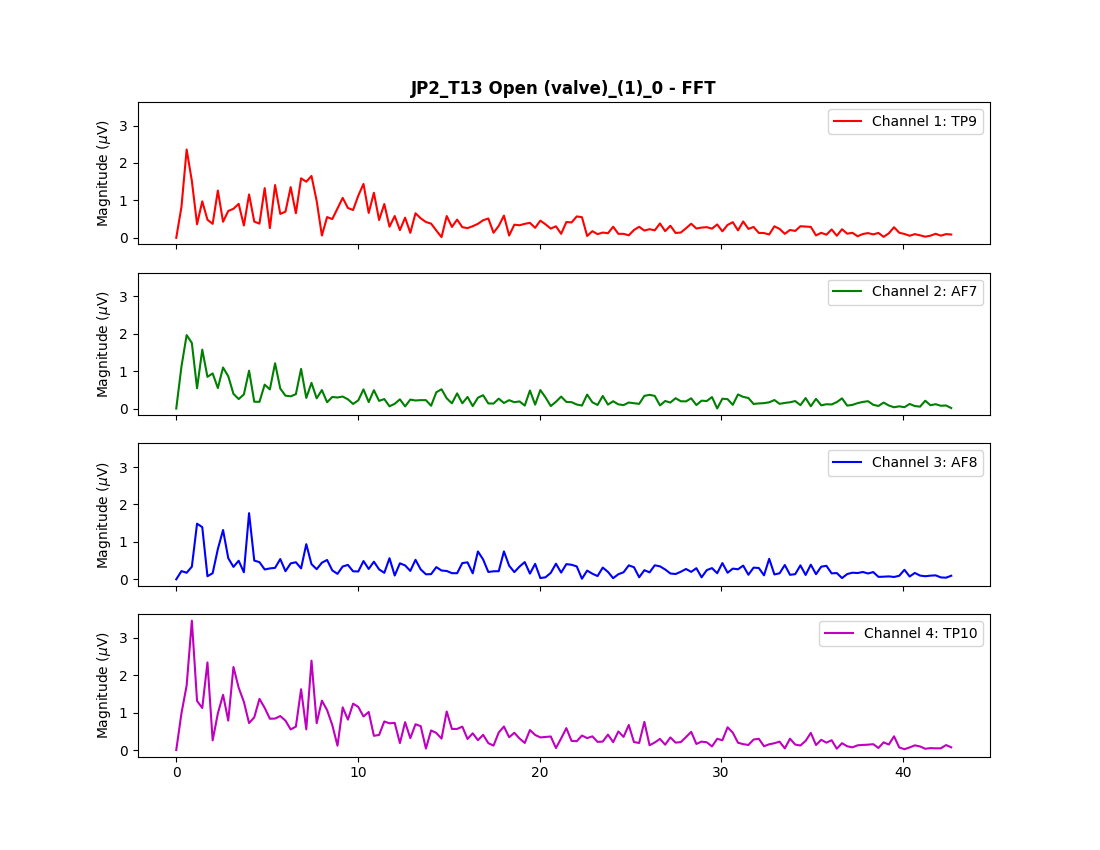 JP2_T13 Open (valve)_(1)_0 - FFT
Magnitude (μV)
3
2
1
0
Channel 1: TP9
Magnitude (μV)
3
2
1
0
Channel 2: AF7
Magnitude (μV)
3
2
1
0
Channel 3: AF8
Magnitude (μV)
3
2
1
0
Channel 4: TP10
0 10 20 30 40